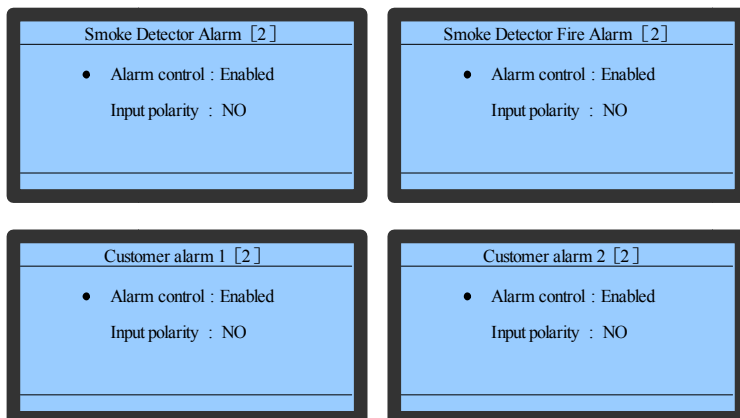 Smoke Detector Alarm［2］
● Alarm control : Enabled
Input polarity : NO
Smoke Detector Fire Alarm［2］
● Alarm control : Enabled
Input polarity : NO
Customer alarm 1［2］
● Alarm control : Enabled
Input polarity : NO
Customer alarm 2［2］
● Alarm control : Enabled
Input polarity : NO